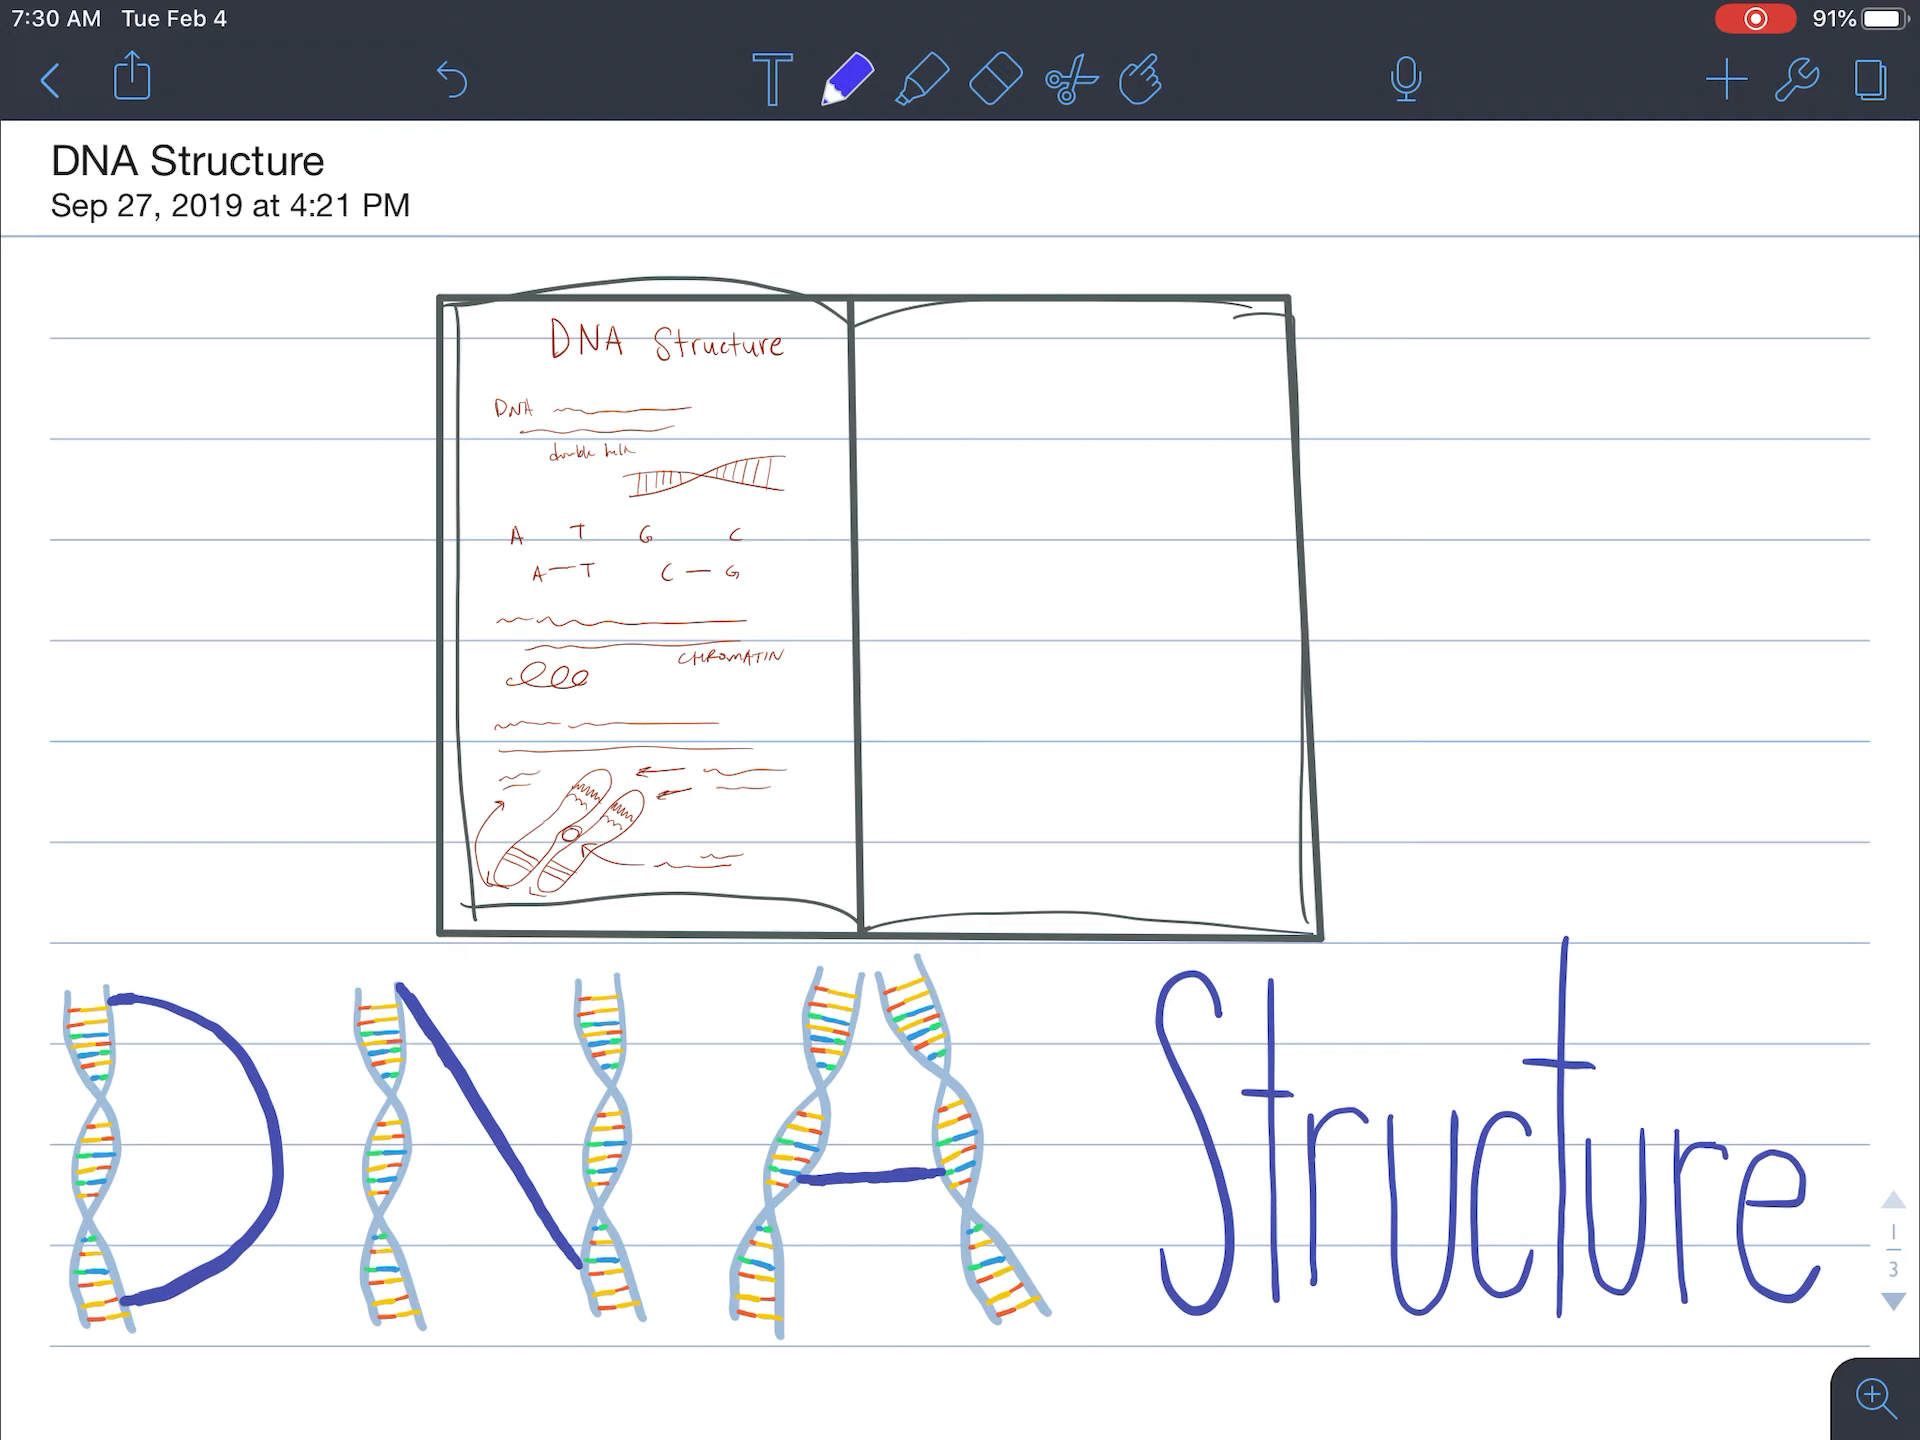 7:30 AM Tue Feb 4
91%
DNA Structure
Sep 27, 2019 at 4:21 PM
DNA Structure
DNA
double
A T G C
A — T C — G
CHROMATIN
DNA Structure
1
3